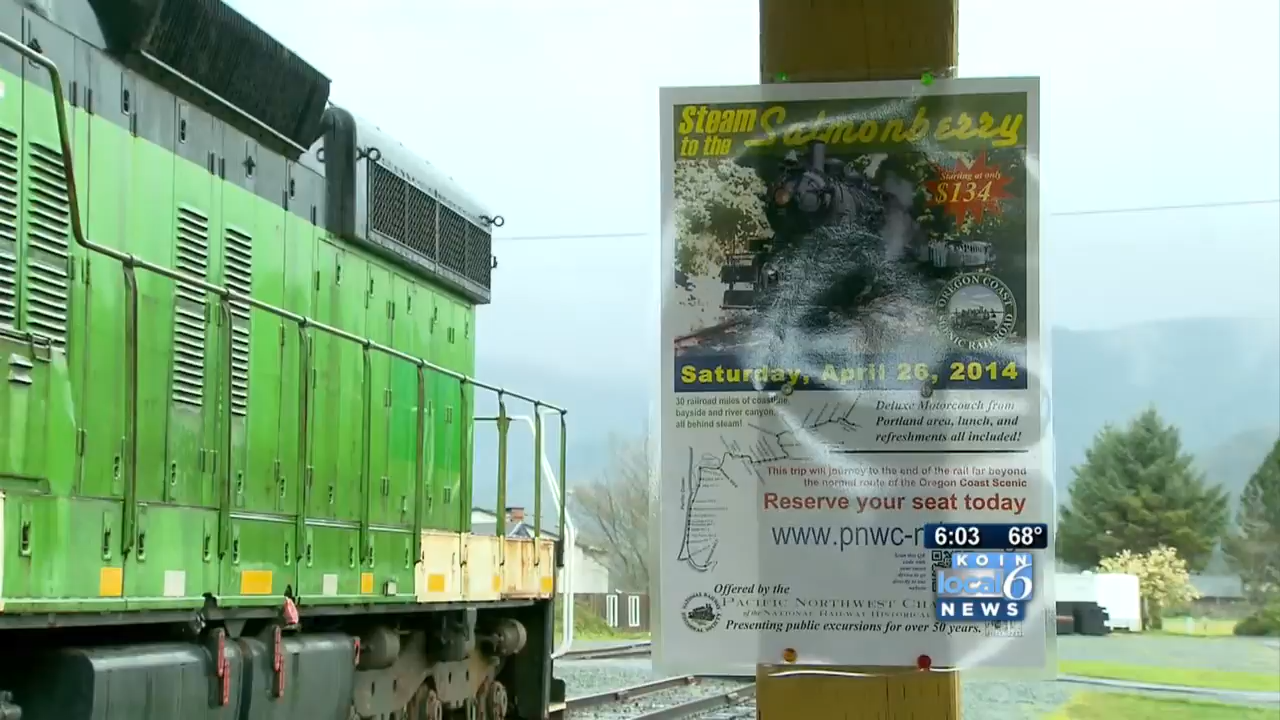 Steam
to the
Salmonberry
Starting at only
$134
OREGON COAST
SCENIC RAILROAD
Saturday, April 26, 2014
30 railroad miles of coastline,
bayside and river canyon,
all behind steam!
Deluxe Motorcouch from
Portland area, lunch, and
refreshments all included!
This trip will journey to the end of the rail far beyond
the normal route of the Oregon Coast Scenic
Reserve your seat today
www.pnwc-n
6:03 68°
KOIN
local 6
NEWS
Offered by the
PACIFIC NORTHWEST CHA
of the NATIONAL RAILWAY HISTORICAL
Presenting public excursions for over 50 years.